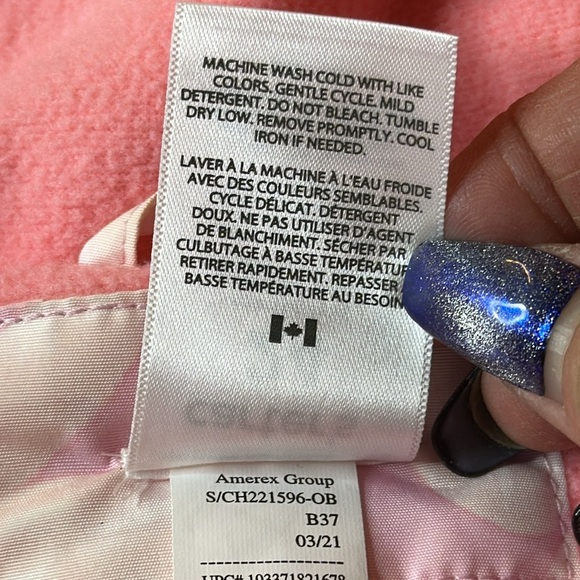 MACHINE WASH COLD WITH LIKE
COLORS. GENTLE CYCLE. MILD
DETERGENT. DO NOT BLEACH. TUMBLE
DRY LOW. REMOVE PROMPTLY. COOL
IRON IF NEEDED.
LAVER À LA MACHINE À L'EAU FROIDE
AVEC DES COULEURS SEMBLABLES.
CYCLE DÉLICAT. DÉTERGENT
DOUX. NE PAS UTILISER D'AGENT
DE BLANCHIMENT. SÉCHER PAR
CULBUTAGE À BASSE TEMPÉRATUR
RETIRER RAPIDEMENT. REPASSER
BASSE TEMPÉRATURE AU BESOIN
Amerex Group
S/CH221596-OB
B37
03/21
UPC# 193371821678